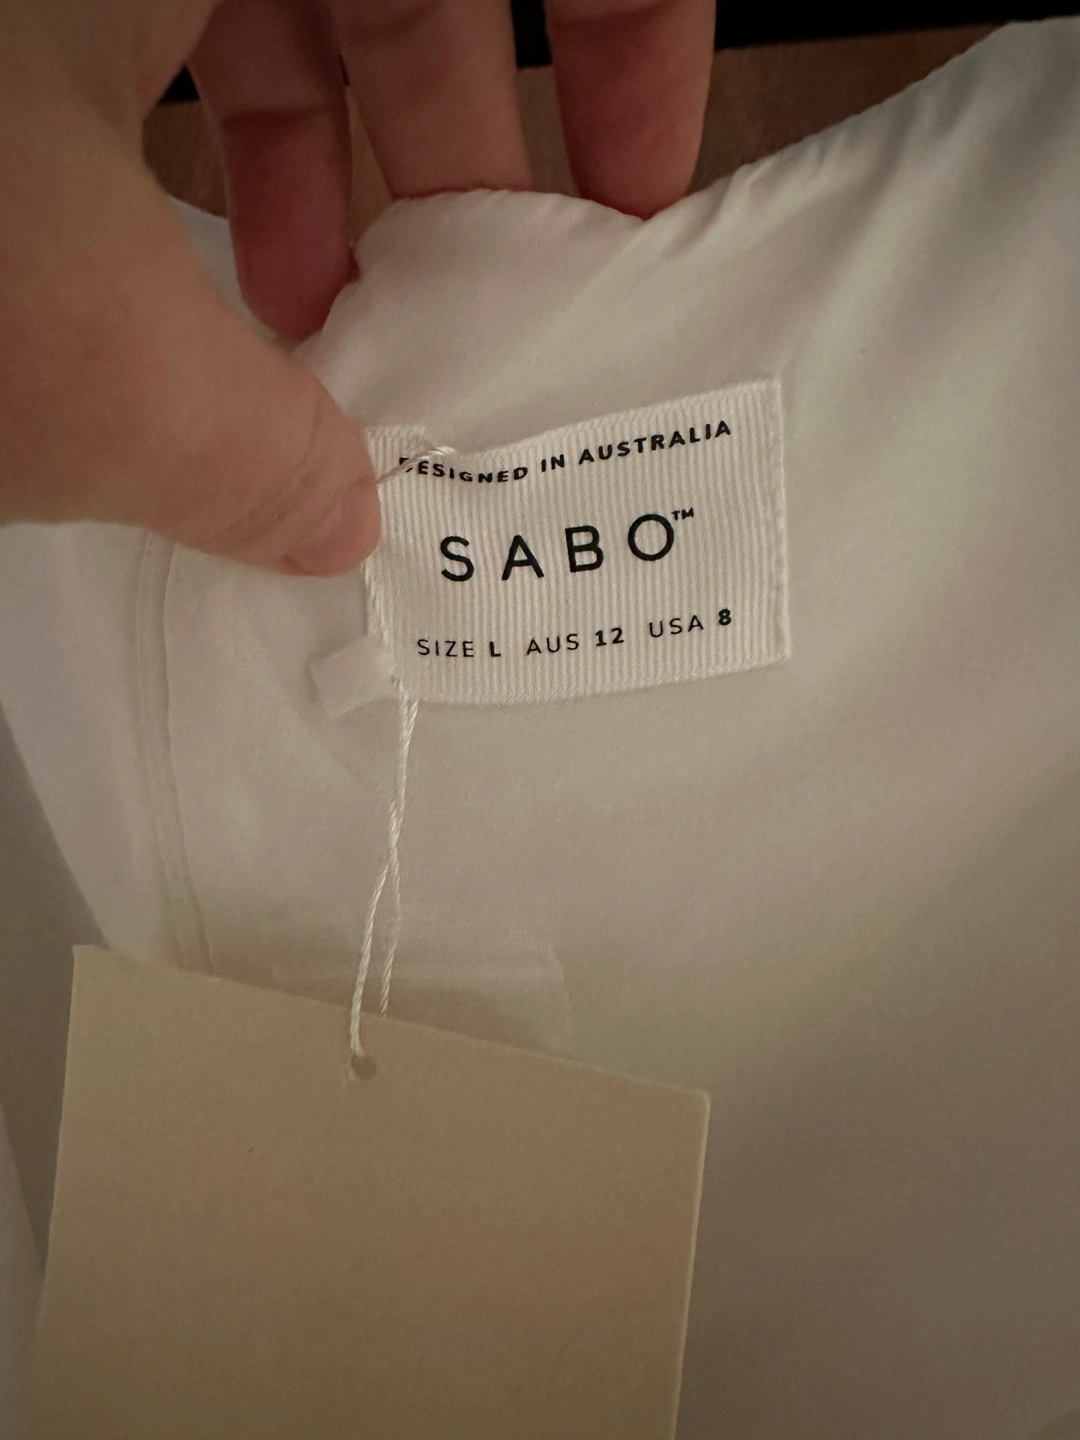 DESIGNED IN AUSTRALIA
SABO™
SIZE L AUS 12 USA 8